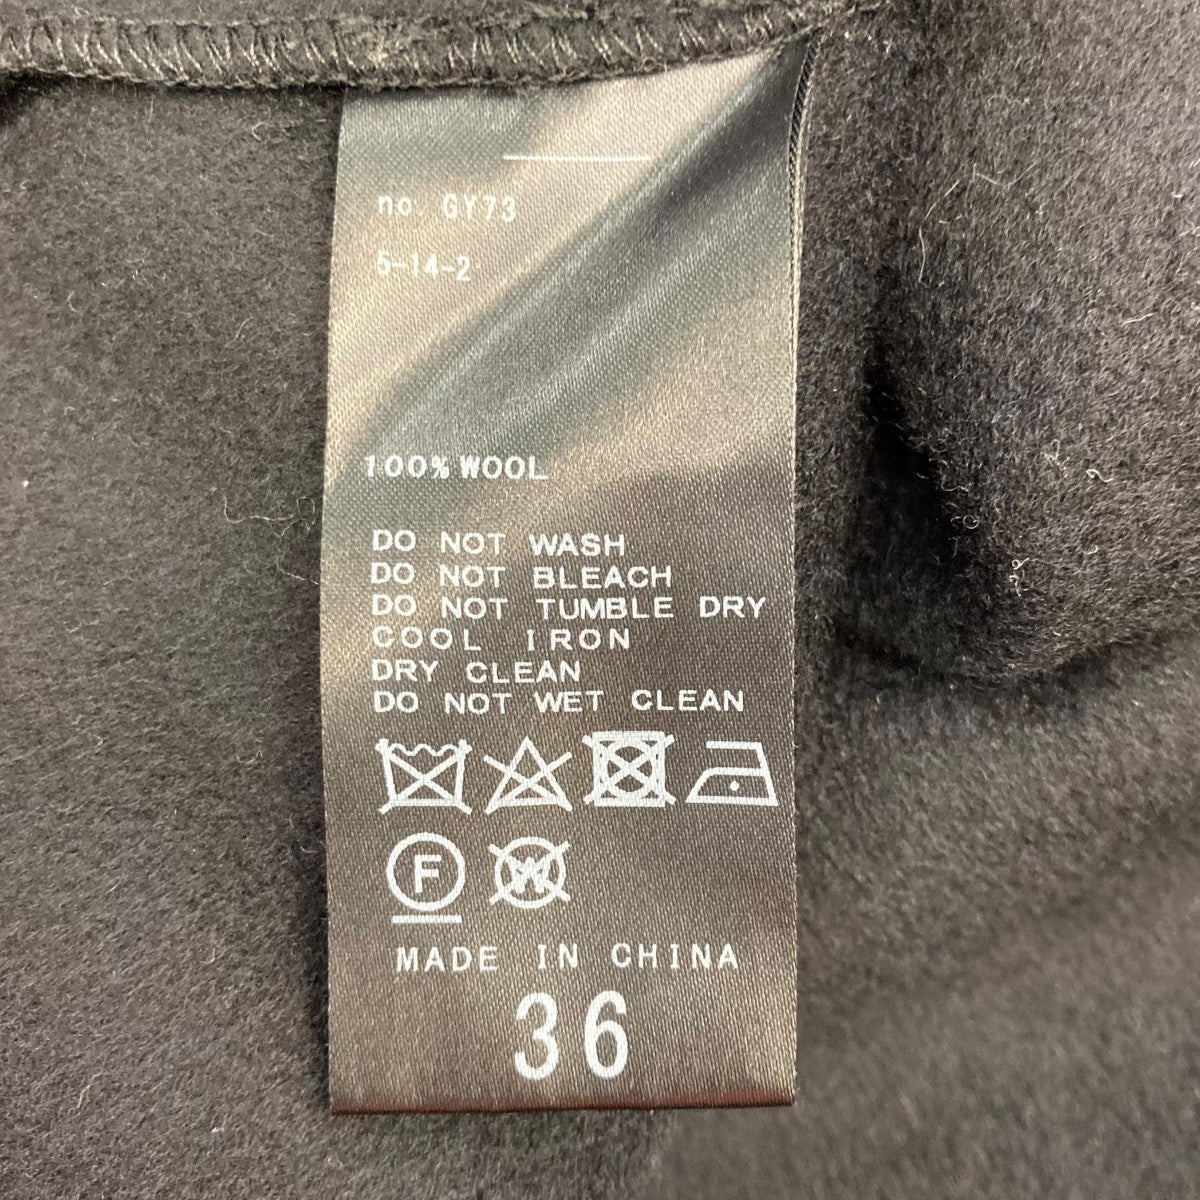 no. GY73
5-14-2
100% WOOL
DO NOT WASH
DO NOT BLEACH
DO NOT TUMBLE DRY
COOL IRON
DRY CLEAN
DO NOT WET CLEAN
F W
MADE IN CHINA
36